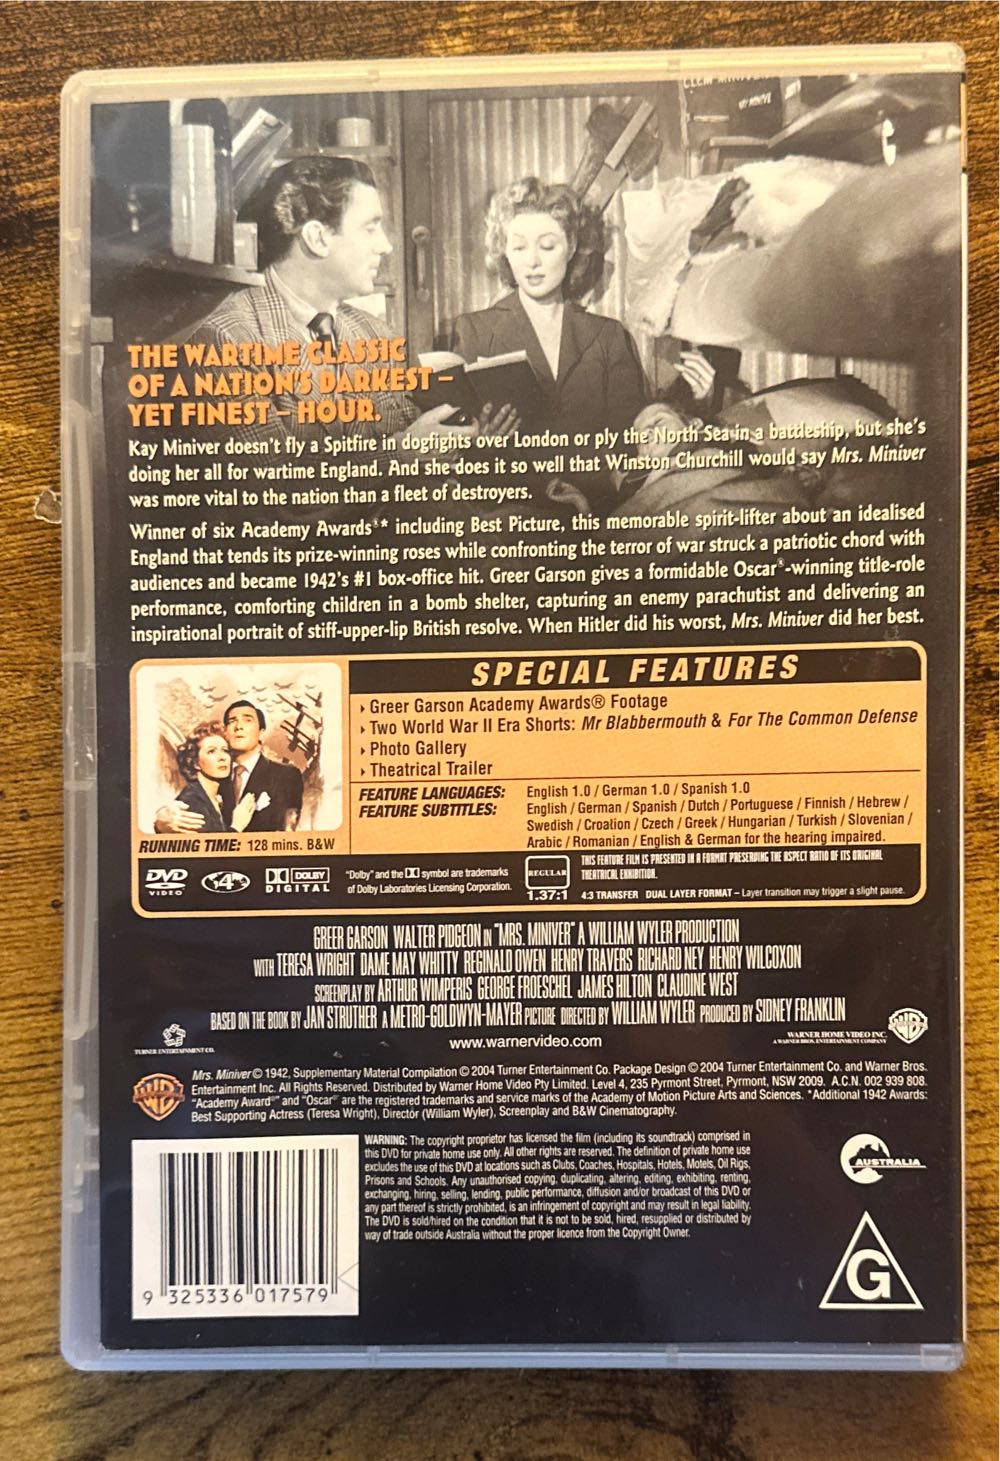 THE WARTIME CLASSIC
OF A NATION'S DARKEST –
YET FINEST – HOUR.
Kay Miniver doesn't fly a Spitfire in dogfights over London or ply the North Sea in a battleship, but she's
doing her all for wartime England. And she does it so well that Winston Churchill would say Mrs. Miniver
was more vital to the nation than a fleet of destroyers.
Winner of six Academy Awards®* including Best Picture, this memorable spirit-lifter about an idealised
England that tends its prize-winning roses while confronting the terror of war struck a patriotic chord with
audiences and became 1942's #1 box-office hit. Greer Garson gives a formidable Oscar®-winning title-role
performance, comforting children in a bomb shelter, capturing an enemy parachutist and delivering an
inspirational portrait of stiff-upper-lip British resolve. When Hitler did his worst, Mrs. Miniver did her best.
SPECIAL FEATURES
› Greer Garson Academy Awards® Footage
› Two World War II Era Shorts: Mr Blabbermouth & For The Common Defense
› Photo Gallery
› Theatrical Trailer
FEATURE LANGUAGES: English 1.0 / German 1.0 / Spanish 1.0
FEATURE SUBTITLES: English / German / Spanish / Dutch / Portuguese / Finnish / Hebrew /
Swedish / Croation / Czech / Greek / Hungarian / Turkish / Slovenian /
Arabic / Romanian / English & German for the hearing impaired.
RUNNING TIME: 128 mins. B&W
DVD VIDEO
4
DOLBY DIGITAL
"Dolby" and the DD symbol are trademarks
of Dolby Laboratories Licensing Corporation.
REGULAR
1.37:1
THIS FEATURE FILM IS PRESENTED IN A FORMAT PRESERVING THE ASPECT RATIO OF ITS ORIGINAL
THEATRICAL EXHIBITION.
4:3 TRANSFER DUAL LAYER FORMAT – Layer transition may trigger a slight pause.
GREER GARSON WALTER PIDGEON IN "MRS. MINIVER" A WILLIAM WYLER PRODUCTION
WITH TERESA WRIGHT DAME MAY WHITTY REGINALD OWEN HENRY TRAVERS RICHARD NEY HENRY WILCOXON
SCREENPLAY BY ARTHUR WIMPERIS GEORGE FROESCHEL JAMES HILTON CLAUDINE WEST
BASED ON THE BOOK BY JAN STRUTHER A METRO-GOLDWYN-MAYER PICTURE DIRECTED BY WILLIAM WYLER PRODUCED BY SIDNEY FRANKLIN
TURNER ENTERTAINMENT CO.
www.warnervideo.com
WARNER HOME VIDEO INC.
A WARNER BROS. ENTERTAINMENT COMPANY
Mrs. Miniver © 1942, Supplementary Material Compilation © 2004 Turner Entertainment Co. Package Design © 2004 Turner Entertainment Co. and Warner Bros.
Entertainment Inc. All Rights Reserved. Distributed by Warner Home Video Pty Limited. Level 4, 235 Pyrmont Street, Pyrmont, NSW 2009. A.C.N. 002 939 808.
"Academy Award®" and "Oscar®" are the registered trademarks and service marks of the Academy of Motion Picture Arts and Sciences. *Additional 1942 Awards:
Best Supporting Actress (Teresa Wright), Director (William Wyler), Screenplay and B&W Cinematography.
WARNING: The copyright proprietor has licensed the film (including its soundtrack) comprised in
this DVD for private home use only. All other rights are reserved. The definition of private home use
excludes the use of this DVD at locations such as Clubs, Coaches, Hospitals, Hotels, Motels, Oil Rigs,
Prisons and Schools. Any unauthorised copying, duplicating, altering, editing, exhibiting, renting,
exchanging, hiring, selling, lending, public performance, diffusion and/or broadcast of this DVD or
any part thereof is strictly prohibited, is an infringement of copyright and may result in legal liability.
The DVD is sold/hired on the condition that it is not to be sold, hired, resupplied or distributed by
way of trade outside Australia without the proper licence from the Copyright Owner.
AUSTRALIA
G
9 325336 017579